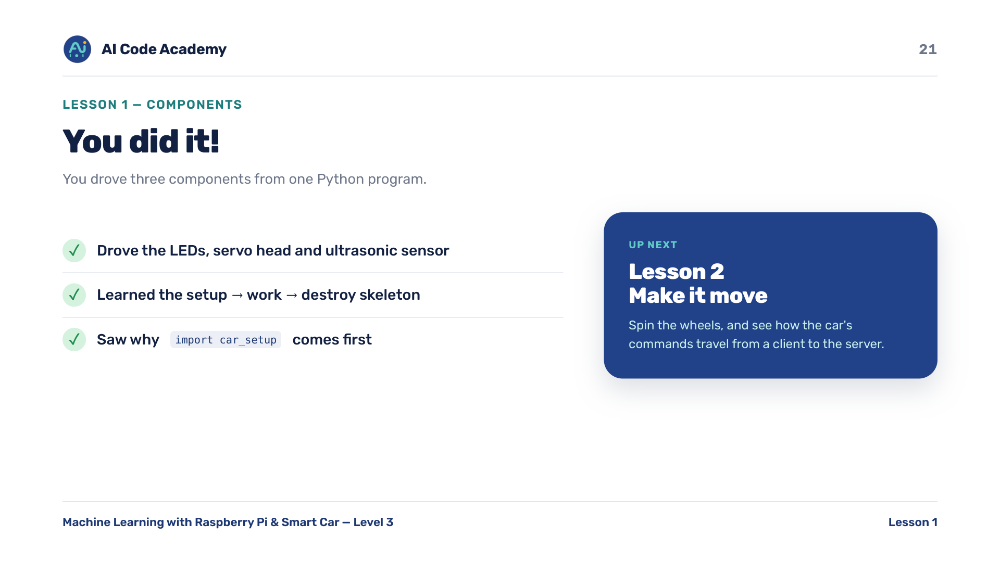 AI Code Academy
21
LESSON 1 — COMPONENTS
You did it!
You drove three components from one Python program.
✓ Drove the LEDs, servo head and ultrasonic sensor
✓ Learned the setup → work → destroy skeleton
✓ Saw why import car_setup comes first
UP NEXT
Lesson 2
Make it move
Spin the wheels, and see how the car's
commands travel from a client to the server.
Machine Learning with Raspberry Pi & Smart Car — Level 3
Lesson 1